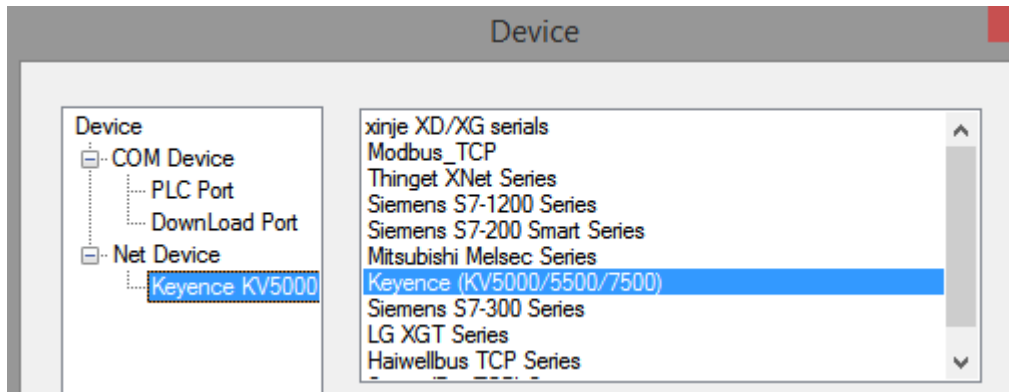 Device
Device
COM Device
PLC Port
DownLoad Port
Net Device
Keyence KV5000
xinje XD/XG serials
Modbus_TCP
Thinget XNet Series
Siemens S7-1200 Series
Siemens S7-200 Smart Series
Mitsubishi Melsec Series
Keyence (KV5000/5500/7500)
Siemens S7-300 Series
LG XGT Series
Haiwellbus TCP Series